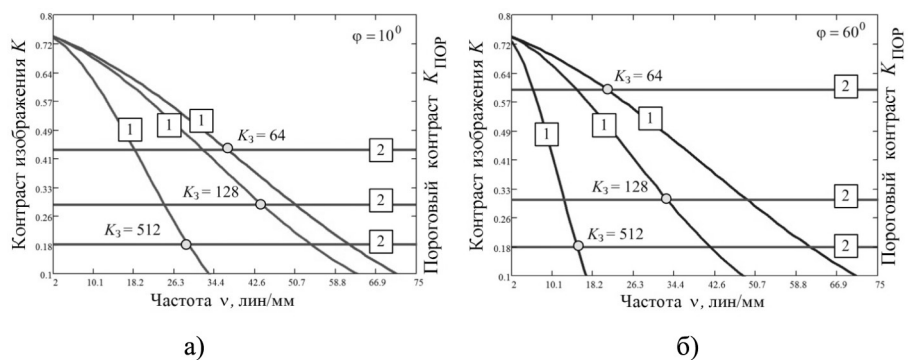 0.8
0.72
0.64
0.57
0.49
0.41
0.33
0.26
0.18
0.1
Контраст изображения K
φ = 10⁰
K₃ = 64
K₃ = 128
K₃ = 512
1
1
1
2
2
2
Пороговый контраст KПОР
2 10.1 18.2 26.3 34.4 42.6 50.7 58.8 66.9 75
Частота ν, лин/мм
а)
0.8
0.72
0.64
0.57
0.49
0.41
0.33
0.26
0.18
0.1
Контраст изображения K
φ = 60⁰
K₃ = 64
K₃ = 128
K₃ = 512
1
1
1
2
2
2
Пороговый контраст KПОР
2 10.1 18.2 26.3 34.4 42.6 50.7 58.8 66.9 75
Частота ν, лин/мм
б)